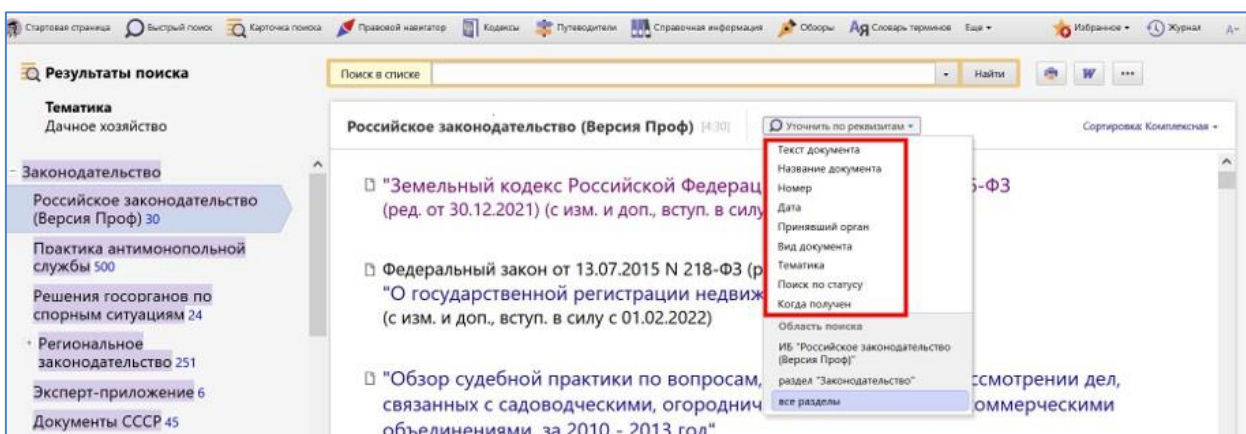 Стартовая страница Быстрый поиск Карточка поиска Правовой навигатор Кодексы Путеводители Справочная информация Обзоры Словарь терминов Еще Избранное Журнал А-
Результаты поиска
Поиск в списке Найти W ...
Тематика
Дачное хозяйство
Российское законодательство (Версия Проф) [4:30] Уточнить по реквизитам Сортировка: Комплексная
Законодательство
Российское законодательство
(Версия Проф) 30
Практика антимонопольной
службы 500
Решения госорганов по
спорным ситуациям 24
Региональное
законодательство 251
Эксперт-приложение 6
Документы СССР 45
"Земельный кодекс Российской Федерац
-ФЗ
(ред. от 30.12.2021) (с изм. и доп., вступ. в силу
Федеральный закон от 13.07.2015 N 218-ФЗ (р
"О государственной регистрации недвиж
(с изм. и доп., вступ. в силу с 01.02.2022)
"Обзор судебной практики по вопросам,
ссмотрении дел,
связанных с садоводческими, огороднич
оммерческими
объединениями, за 2010 - 2013 год"
Текст документа
Название документа
Номер
Дата
Принявший орган
Вид документа
Тематика
Поиск по статусу
Когда получен
Область поиска
ИБ "Российское законодательство
(Версия Проф)"
раздел "Законодательство"
все разделы